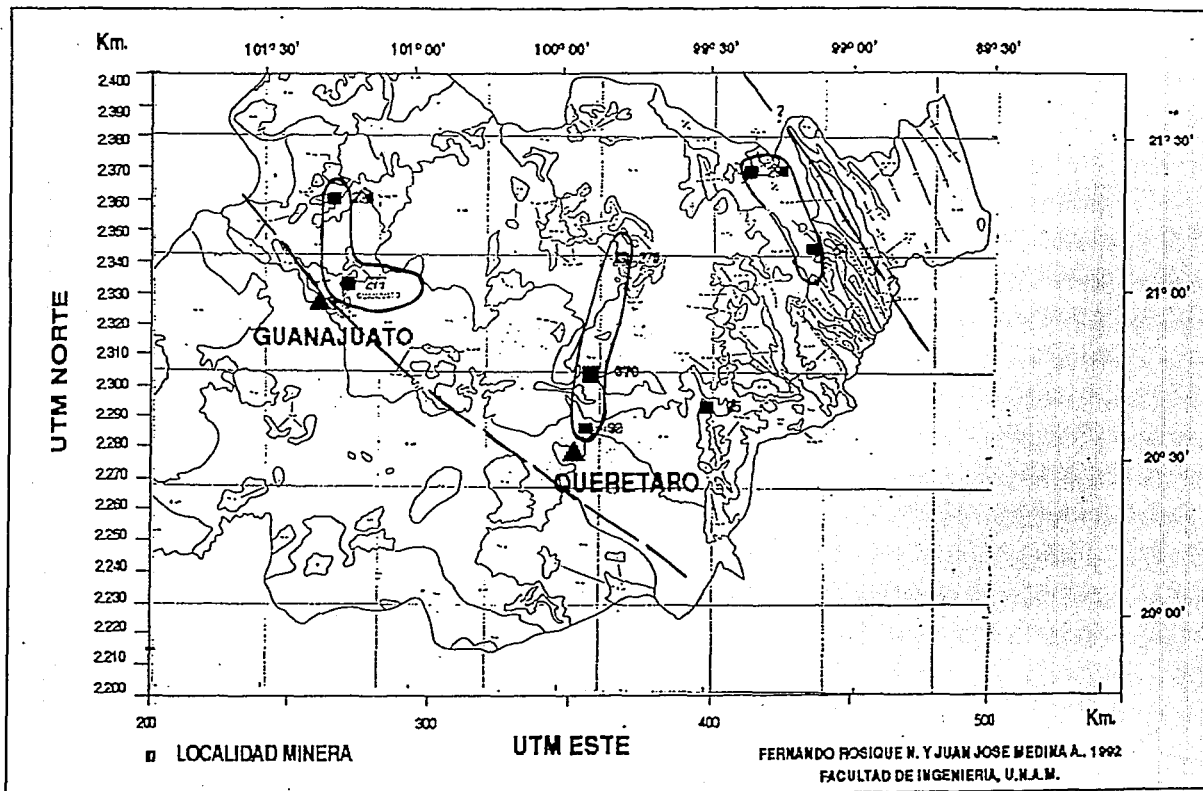 Km.
101° 30' 101° 00' 100° 00' 99° 30' 99° 00' 89° 30'
2.400
2.390
2.380
2.370
2.360
2.350
2.340
2.330
2.320
2.310
2.300
2.290
2.280
2.270
2.260
2.250
2.240
2.230
2.220
2.210
2.200
UTM NORTE
21° 30'
21° 00'
20° 30'
20° 00'
?
GUANAJUATO
370
QUERETARO
200 300 400 500 Km.
UTM ESTE
LOCALIDAD MINERA
FERNANDO ROSIQUE N. Y JUAN JOSE MEDINA A., 1992
FACULTAD DE INGENIERIA, U.N.A.M.